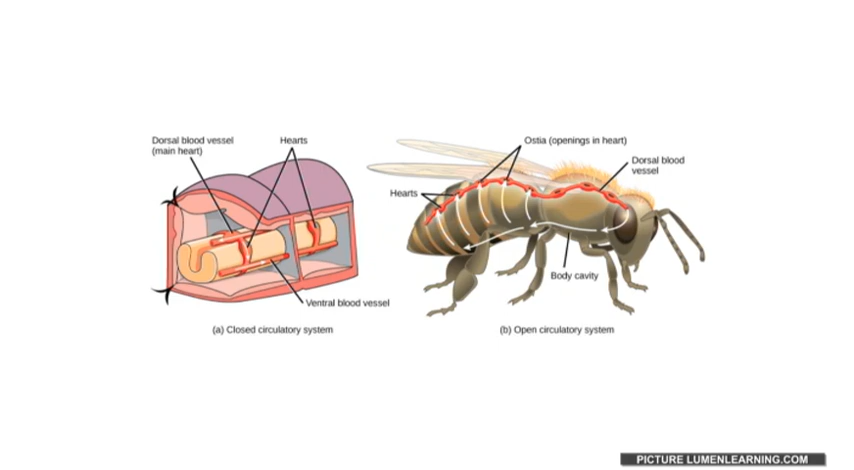 Dorsal blood vessel
(main heart)
Hearts
Ventral blood vessel
(a) Closed circulatory system
Ostia (openings in heart)
Dorsal blood
vessel
Hearts
Body cavity
(b) Open circulatory system
PICTURE LUMENLEARNING.COM